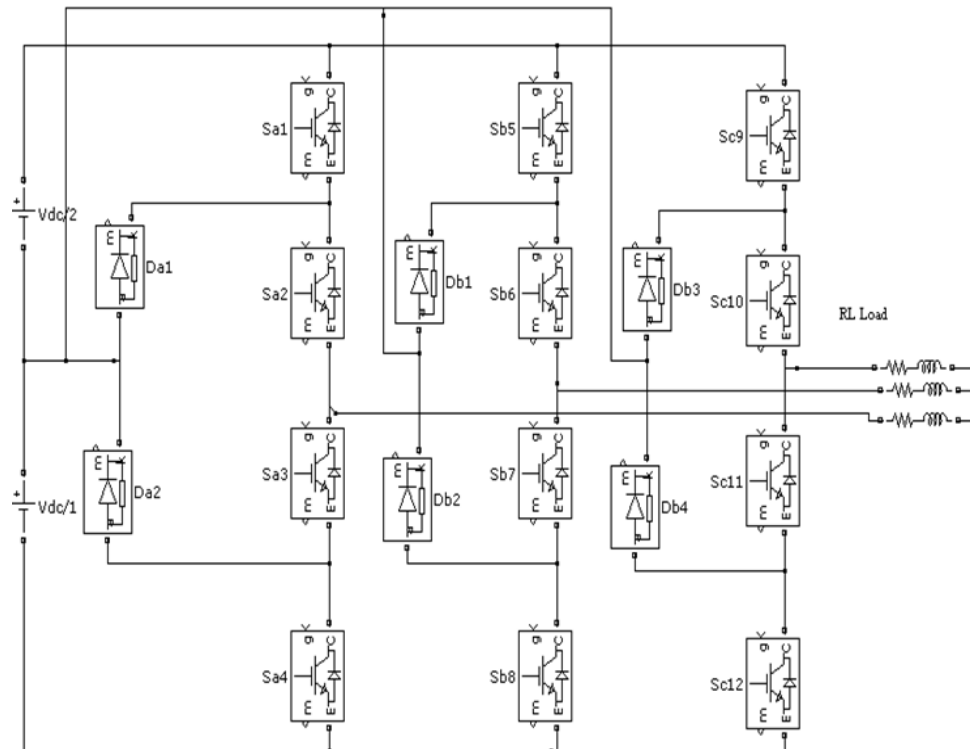 g C
Sa1
m E
g C
Sb5
m E
g C
Sc9
m E
+
Vdc/2
m
Da1
g C
Sa2
m E
m
Db1
g C
Sb6
m E
m
Db3
g C
Sc10
m E
RL Load
+
Vdc/1
m
Da2
g C
Sa3
m E
m
Db2
g C
Sb7
m E
m
Db4
g C
Sc11
m E
g C
Sa4
m E
g C
Sb8
m E
g C
Sc12
m E